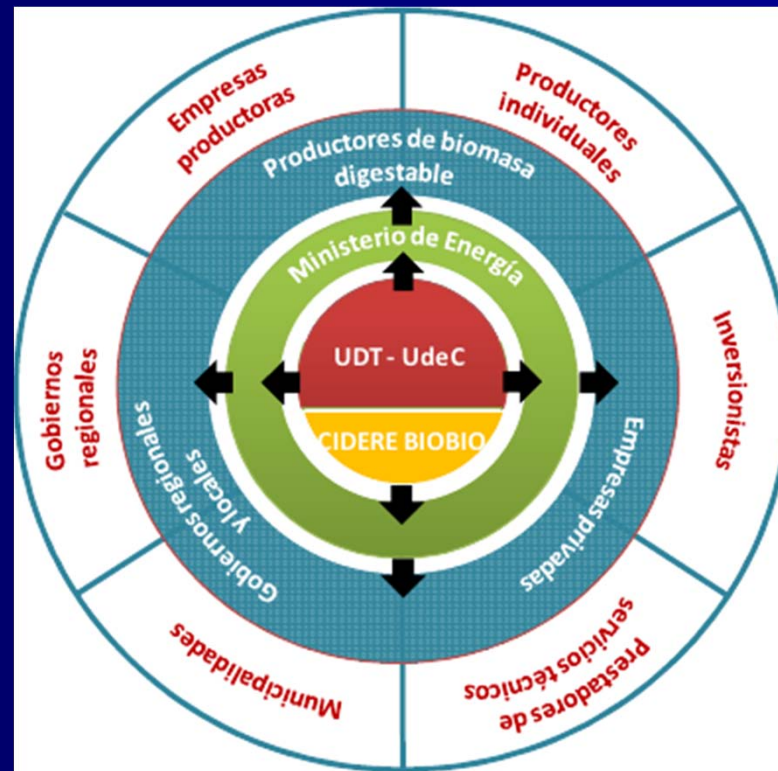 Empresas
productoras
Productores
individuales
Productores de biomasa
digestable
Ministerio de Energía
UDT - UdeC
CIDERE BIOBIO
Gobiernos
regionales
Gobiernos regionales
y locales
Empresas privadas
Inversionistas
Municipalidades
Prestadores de
servicios técnicos